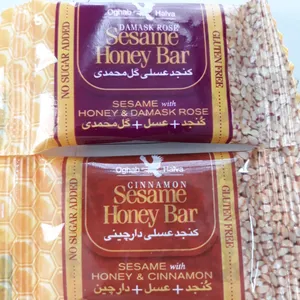 Oghab Halva
DAMASK ROSE
Sesame
Honey Bar
کنجد عسلی گل محمدی
NO SUGAR ADDED
GLUTEN FREE
SESAME with
HONEY & DAMASK ROSE
کنجد + عسل + گل محمدی
Oghab Halva
CINNAMON
Sesame
Honey Bar
کنجد عسلی دارچینی
NO SUGAR ADDED
GLUTEN FREE
SESAME with
HONEY & CINNAMON
کنجد + عسل + دارچین